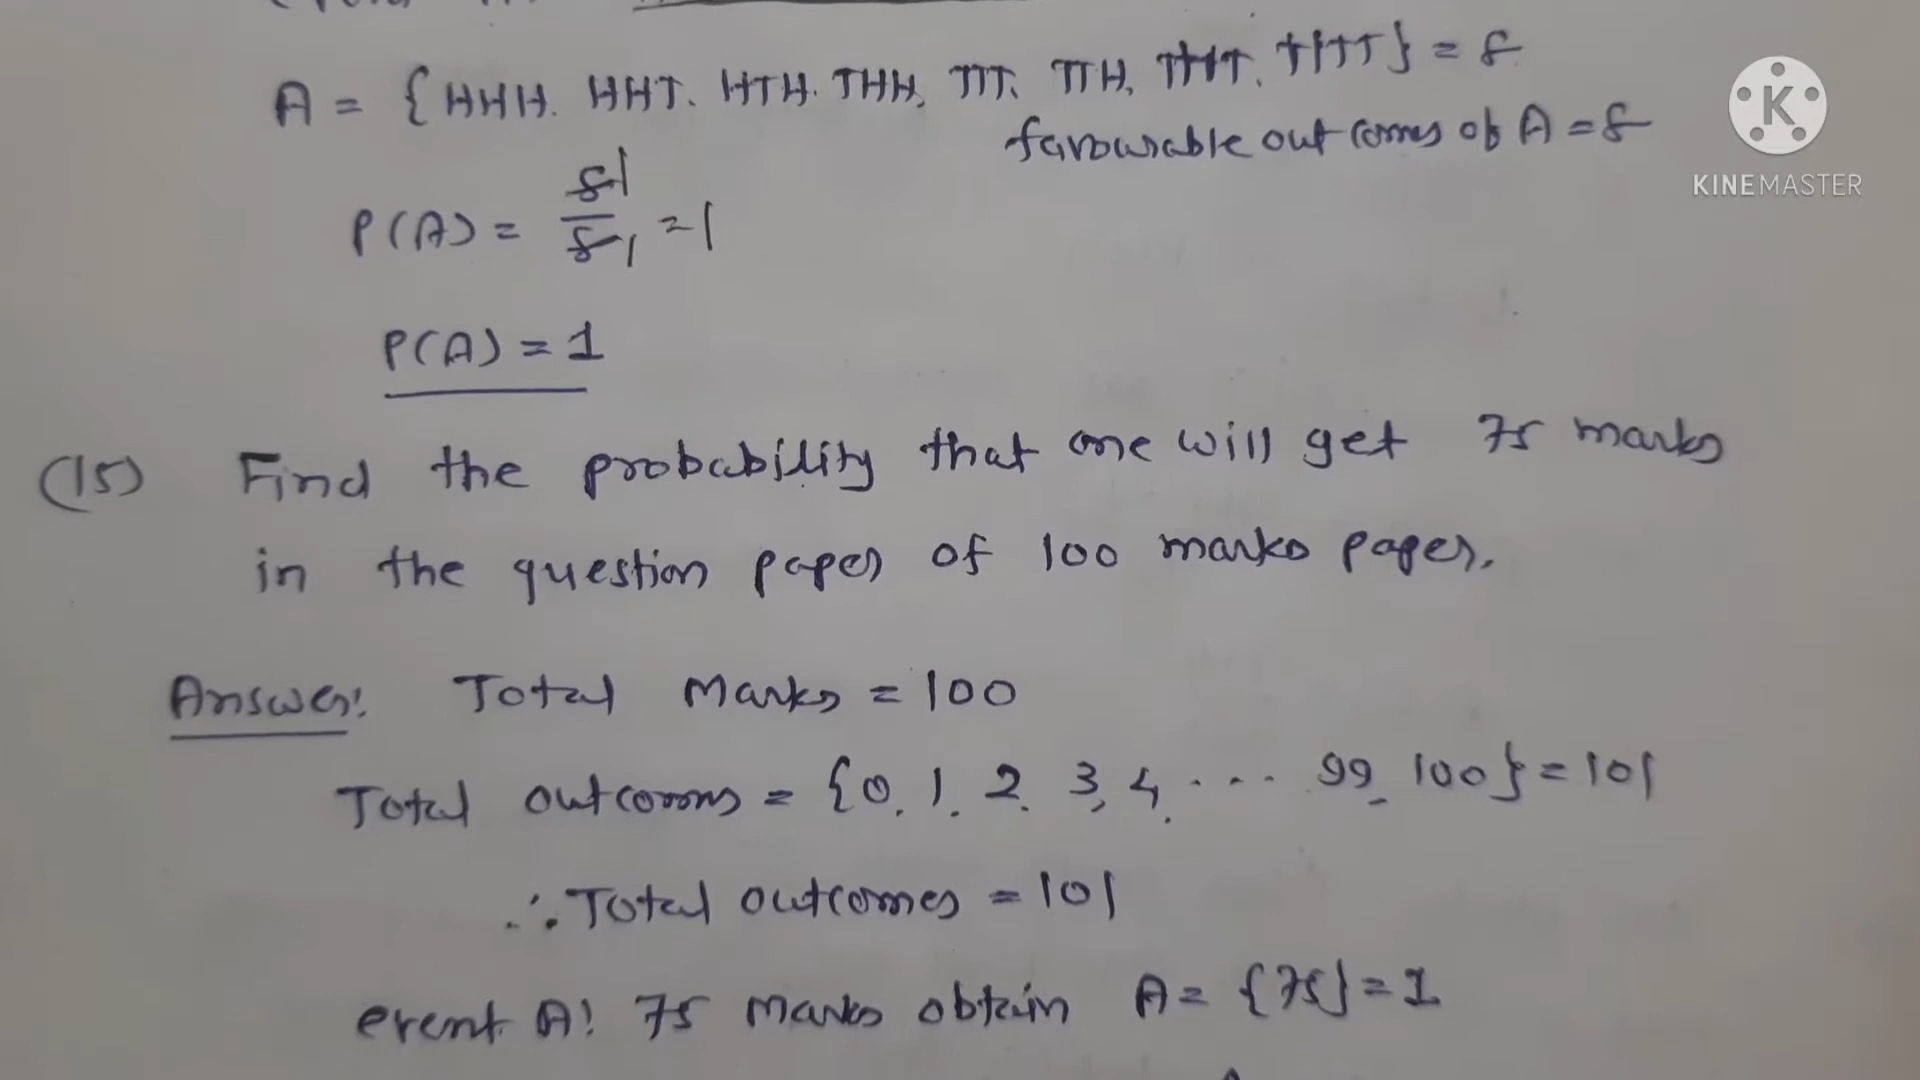 A = {HHH. HHT. HTH. THH, TTT. TTH, THT. HTT} = 8
favourable outcomes of A = 8
P(A) = 8/8 = 1
P(A) = 1
(15) Find the probability that one will get 75 marks
in the question paper of 100 marks paper.
Answer: Total Marks = 100
Total outcomes = {0. 1. 2. 3, 4. ... 99, 100} = 101
∴ Total outcomes = 101
event A: 75 Marks obtain A = {75} = 1
K
KINEMASTER